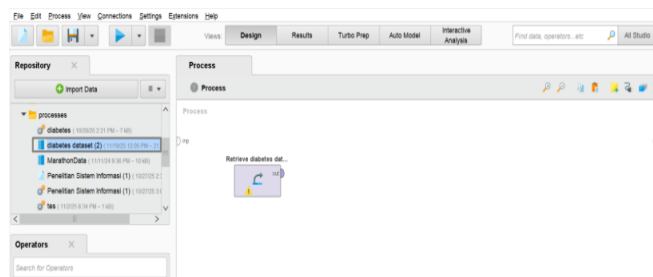 File Edit Process View Connections Settings Extensions Help
Views: Design Results Turbo Prep Auto Model Interactive Analysis Find data, operators...etc All Studio
Repository
Process
Import Data
Process
processes
Process
diabetes
diabetes dataset (2)
inp
MarathonData
Retrieve diabetes dat...
Penelitian Sistem Informasi (1)
out
Penelitian Sistem Informasi (1)
tes
Operators
Search for Operators